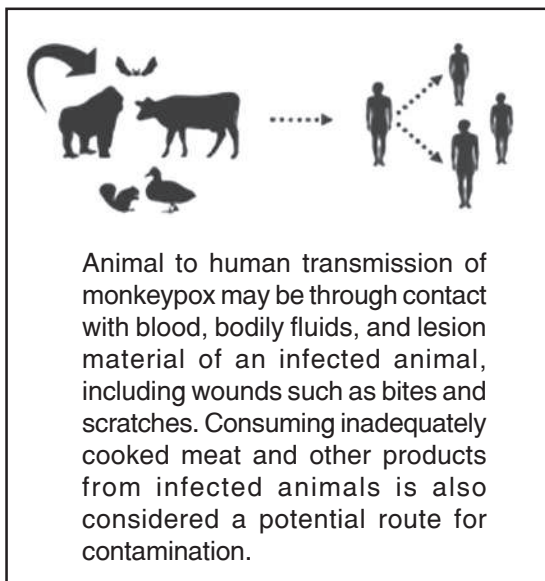 Animal to human transmission of
monkeypox may be through contact
with blood, bodily fluids, and lesion
material of an infected animal,
including wounds such as bites and
scratches. Consuming inadequately
cooked meat and other products
from infected animals is also
considered a potential route for
contamination.